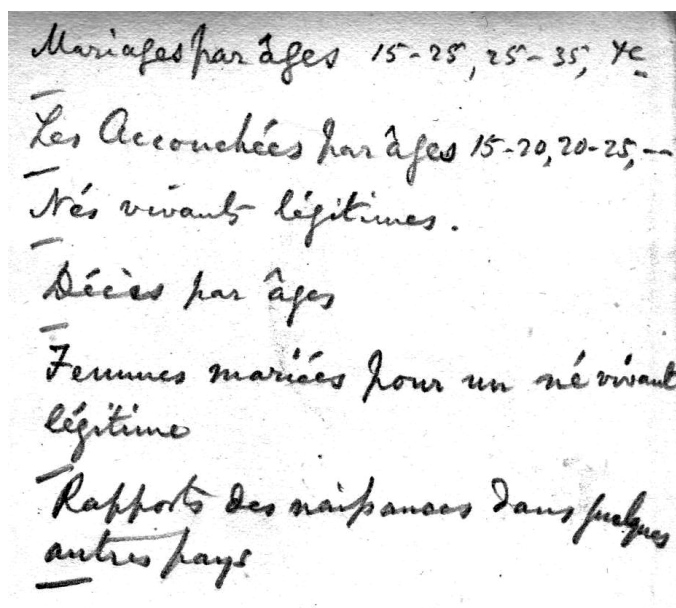 Mariages par âges 15-25, 25-35, &c
Les Accouchées par âges 15-20, 20-25, --
Nés vivants légitimes.
Décès par âges
Femmes mariées pour un né vivant
légitime
Rapports des naissances dans quelques
autres pays